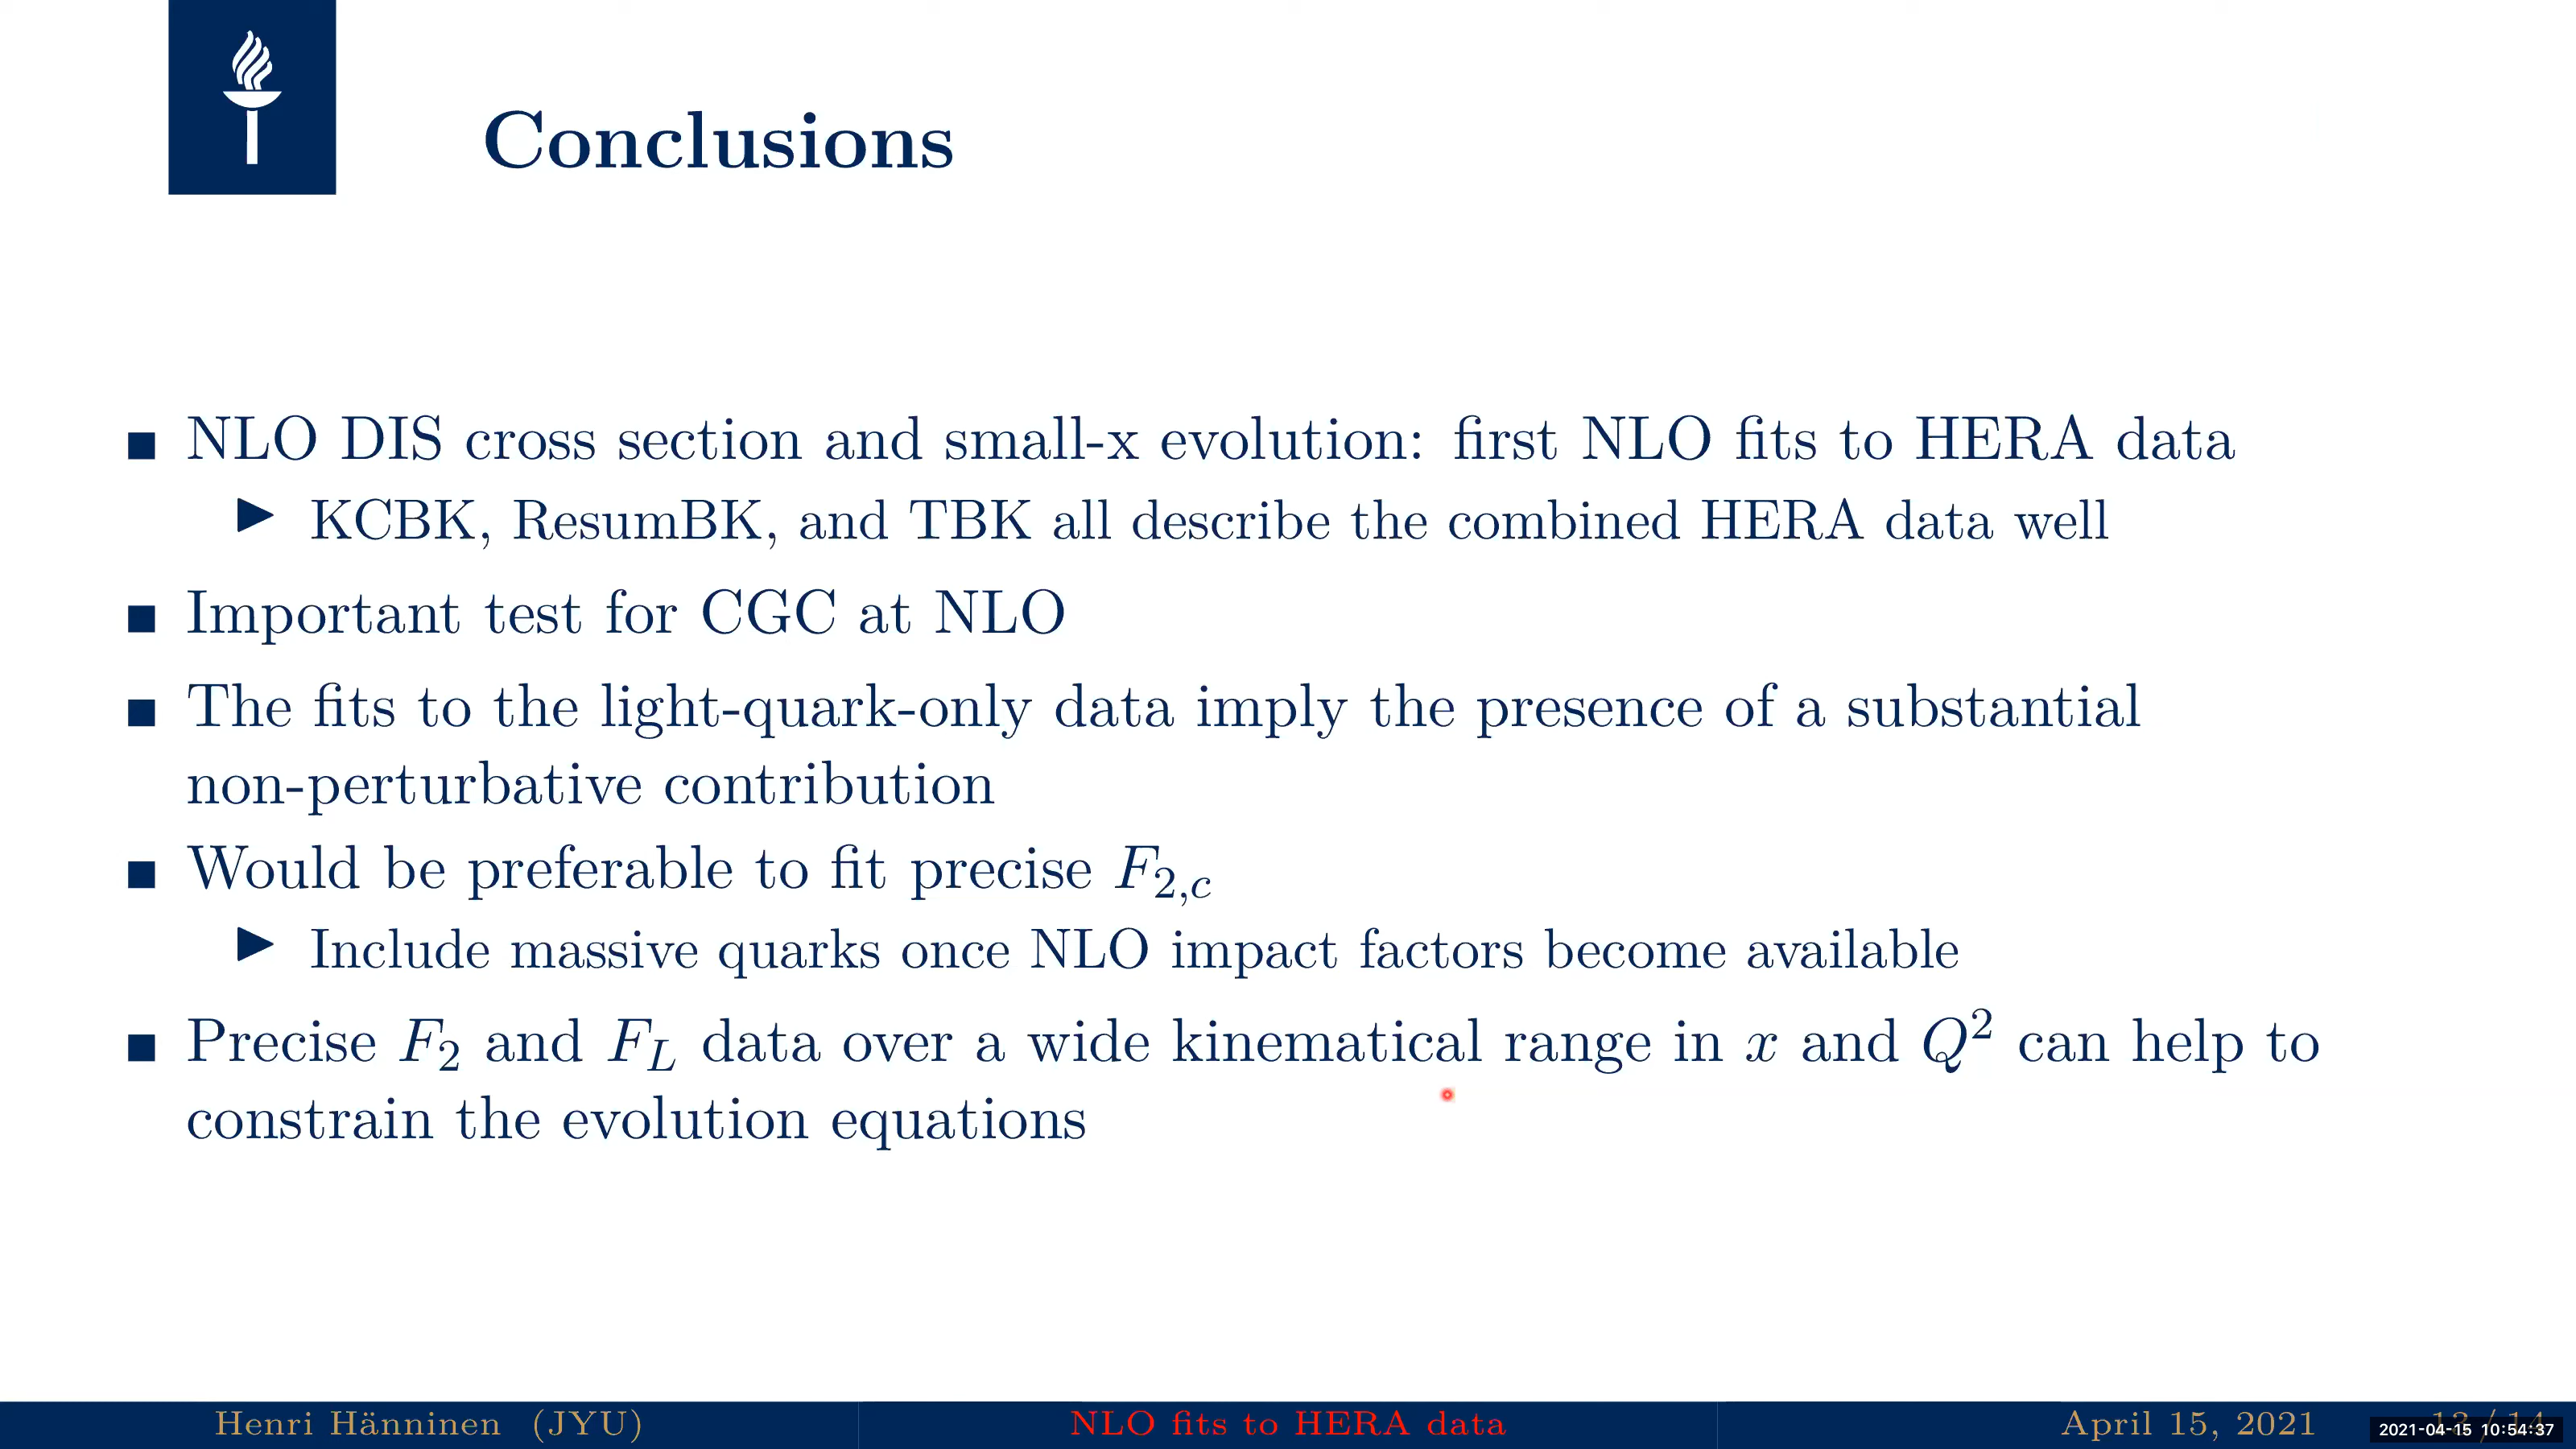 Conclusions
NLO DIS cross section and small-x evolution: first NLO fits to HERA data
KCBK, ResumBK, and TBK all describe the combined HERA data well
Important test for CGC at NLO
The fits to the light-quark-only data imply the presence of a substantial
non-perturbative contribution
Would be preferable to fit precise F_{2,c}
Include massive quarks once NLO impact factors become available
Precise F_2 and F_L data over a wide kinematical range in x and Q^2 can help to
constrain the evolution equations
Henri Hänninen (JYU) NLO fits to HERA data April 15, 2021
2021-04-15 10:54:37